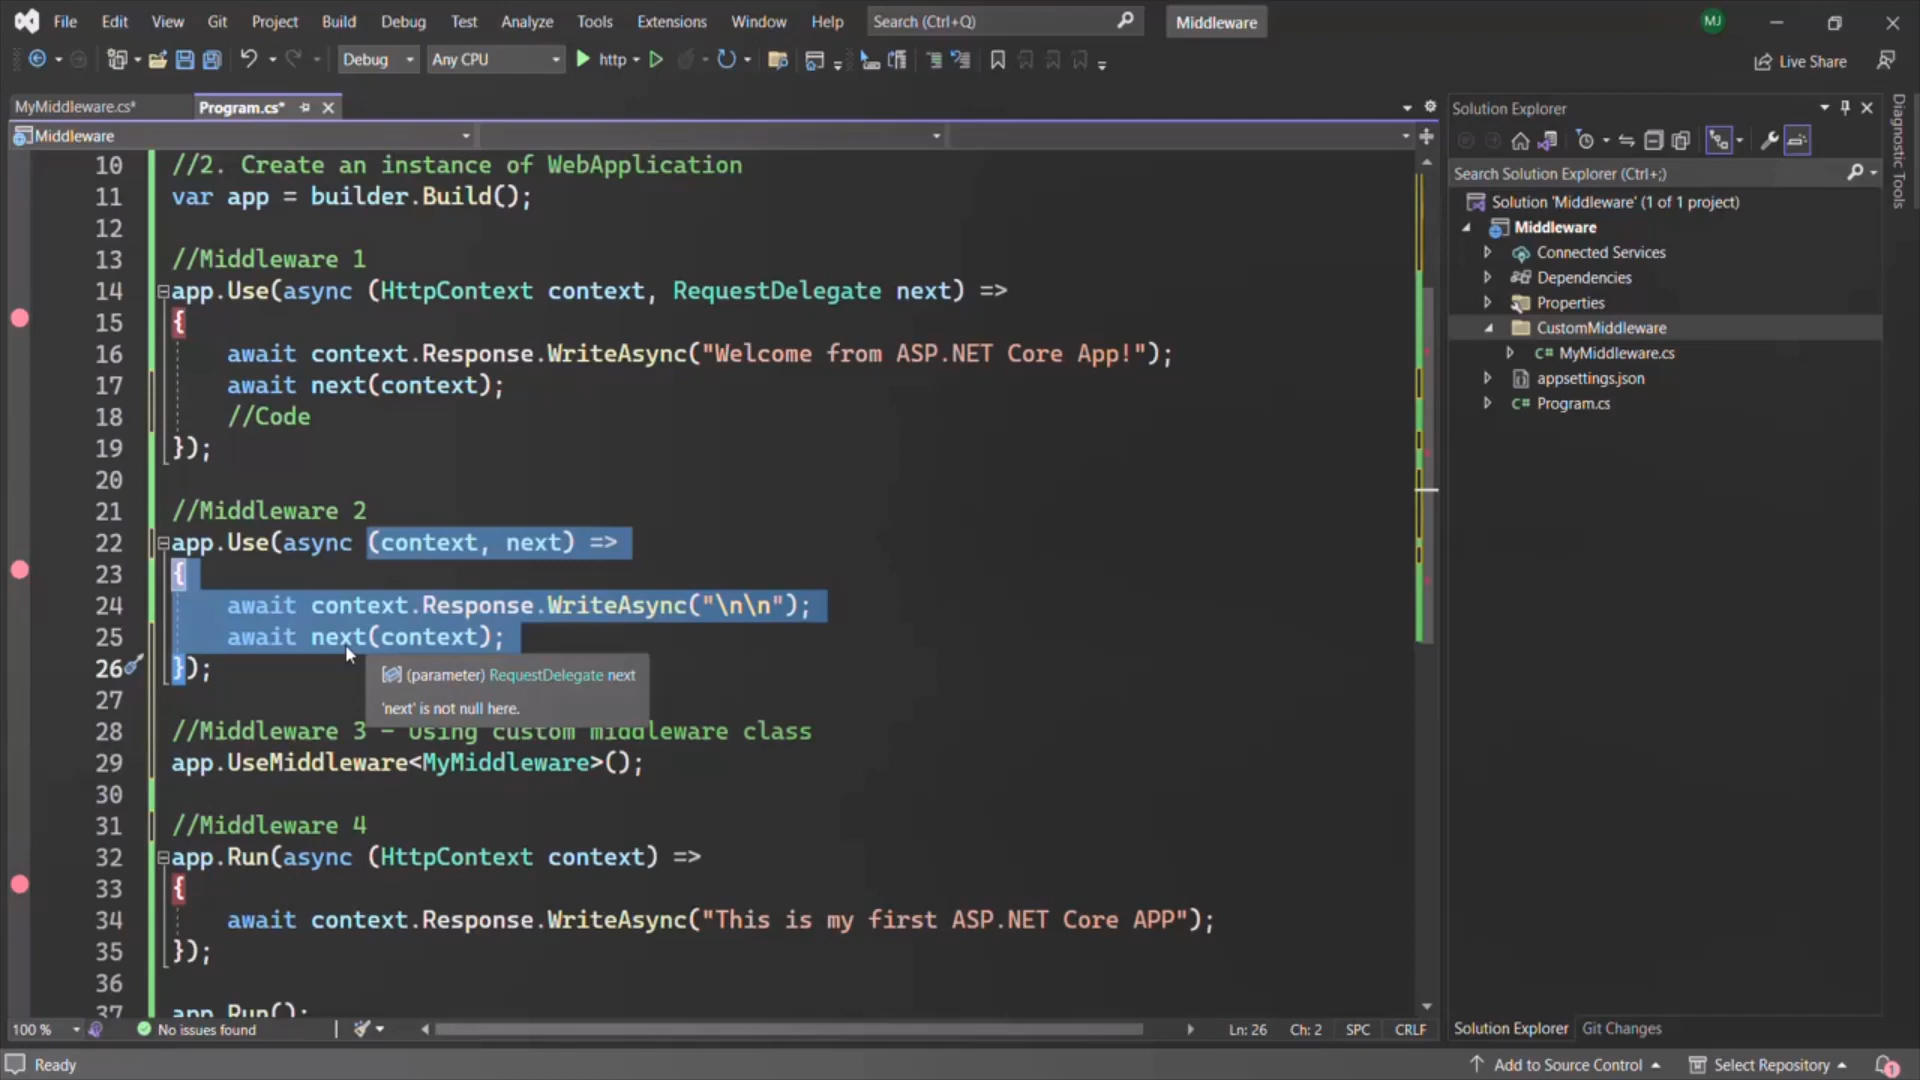 File Edit View Git Project Build Debug Test Analyze Tools Extensions Window Help Search (Ctrl+Q) Middleware MJ
Debug Any CPU http Live Share
MyMiddleware.cs* Program.cs*
Middleware
10 //2. Create an instance of WebApplication
11 var app = builder.Build();
12
13 //Middleware 1
14 app.Use(async (HttpContext context, RequestDelegate next) =>
15 {
16 await context.Response.WriteAsync("Welcome from ASP.NET Core App!");
17 await next(context);
18 //Code
19 });
20
21 //Middleware 2
22 app.Use(async (context, next) =>
23 {
24 await context.Response.WriteAsync("\n\n");
25 await next(context);
26 });
(parameter) RequestDelegate next
'next' is not null here.
27
28 //Middleware 3 - Using custom middleware class
29 app.UseMiddleware<MyMiddleware>();
30
31 //Middleware 4
32 app.Run(async (HttpContext context) =>
33 {
34 await context.Response.WriteAsync("This is my first ASP.NET Core APP");
35 });
36
37 app.Run();
100 % No issues found Ln: 26 Ch: 2 SPC CRLF
Solution Explorer
Search Solution Explorer (Ctrl+;)
Solution 'Middleware' (1 of 1 project)
Middleware
Connected Services
Dependencies
Properties
CustomMiddleware
C# MyMiddleware.cs
appsettings.json
C# Program.cs
Solution Explorer Git Changes
Diagnostic Tools
Ready Add to Source Control Select Repository 1